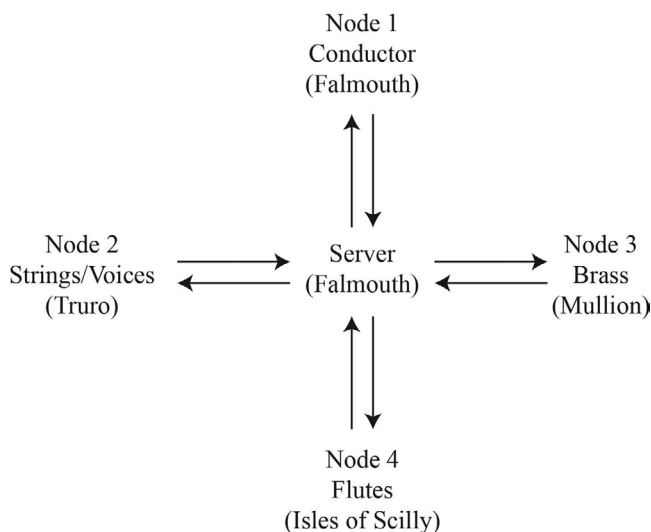 Node 1
Conductor
(Falmouth)
Node 2
Strings/Voices
(Truro)
Server
(Falmouth)
Node 3
Brass
(Mullion)
Node 4
Flutes
(Isles of Scilly)